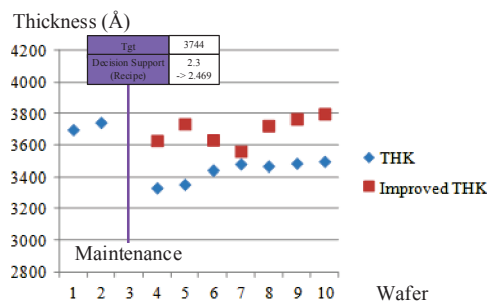 Thickness (Å)
4200
4000
3800
3600
3400
3200
3000
2800
Tgt 3744
Decision Support
(Recipe)
2.3
-> 2.469
Maintenance
THK
Improved THK
1 2 3 4 5 6 7 8 9 10
Wafer